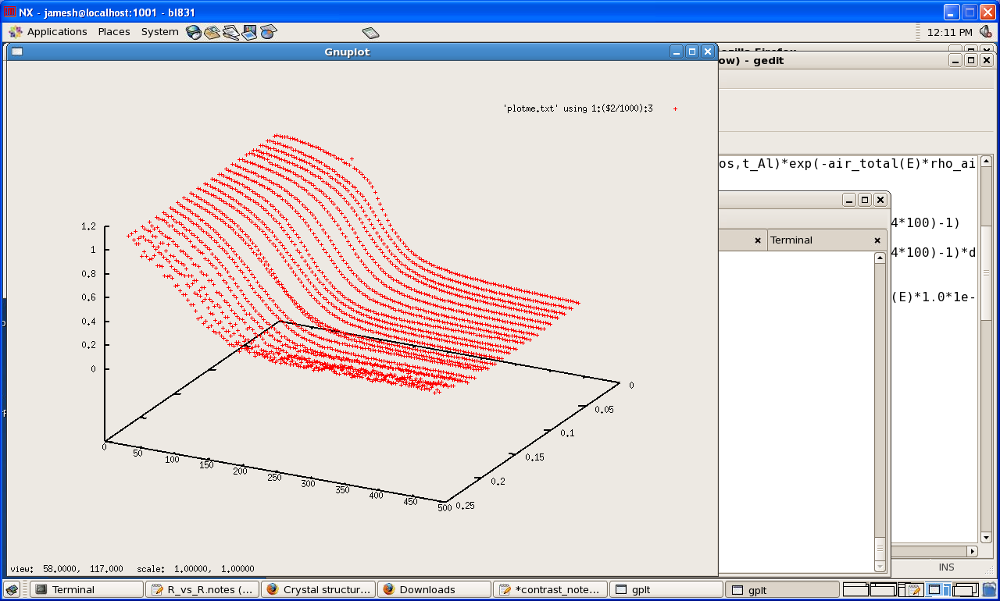 NX - jamesh@localhost:1001 - bl831
Applications Places System 12:11 PM
Gnuplot
ow) - gedit
'plotme.txt' using 1:($2/1000):3
os,t_Al)*exp(-air_total(E)*rho_ai
4*100)-1)
4*100)-1)*d
(E)*1.0*1e-
Terminal
1.2
1
0.8
0.6
0.4
0.2
0
0
50
100
150
200
250
300
350
400
450
500
0
0.05
0.1
0.15
0.2
0.25
view: 58.0000, 117.000 scale: 1.00000, 1.00000
INS
Terminal
R_vs_R.notes (...
Crystal structur...
Downloads
*contrast_note...
gplt
gplt